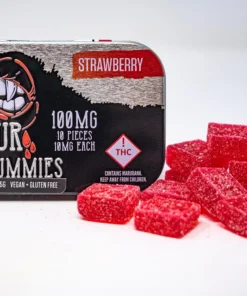 STRAWBERRY
100MG
10 PIECES
10MG EACH
UR
UMMIES
THC
CONTAINS MARIJUANA.
KEEP AWAY FROM CHILDREN.
VEGAN • GLUTEN FREE